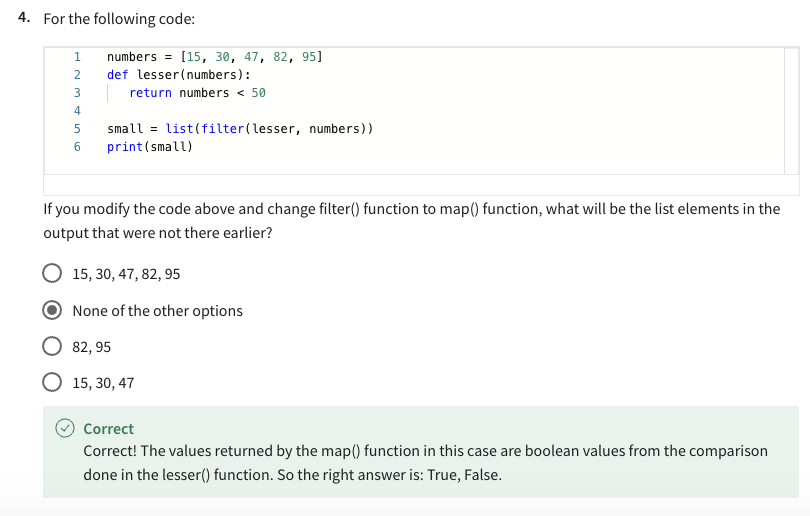 4. For the following code:
1 numbers = [15, 30, 47, 82, 95]
2 def lesser(numbers):
3 return numbers < 50
4
5 small = list(filter(lesser, numbers))
6 print(small)
If you modify the code above and change filter() function to map() function, what will be the list elements in the
output that were not there earlier?
15, 30, 47, 82, 95
None of the other options
82, 95
15, 30, 47
Correct
Correct! The values returned by the map() function in this case are boolean values from the comparison
done in the lesser() function. So the right answer is: True, False.